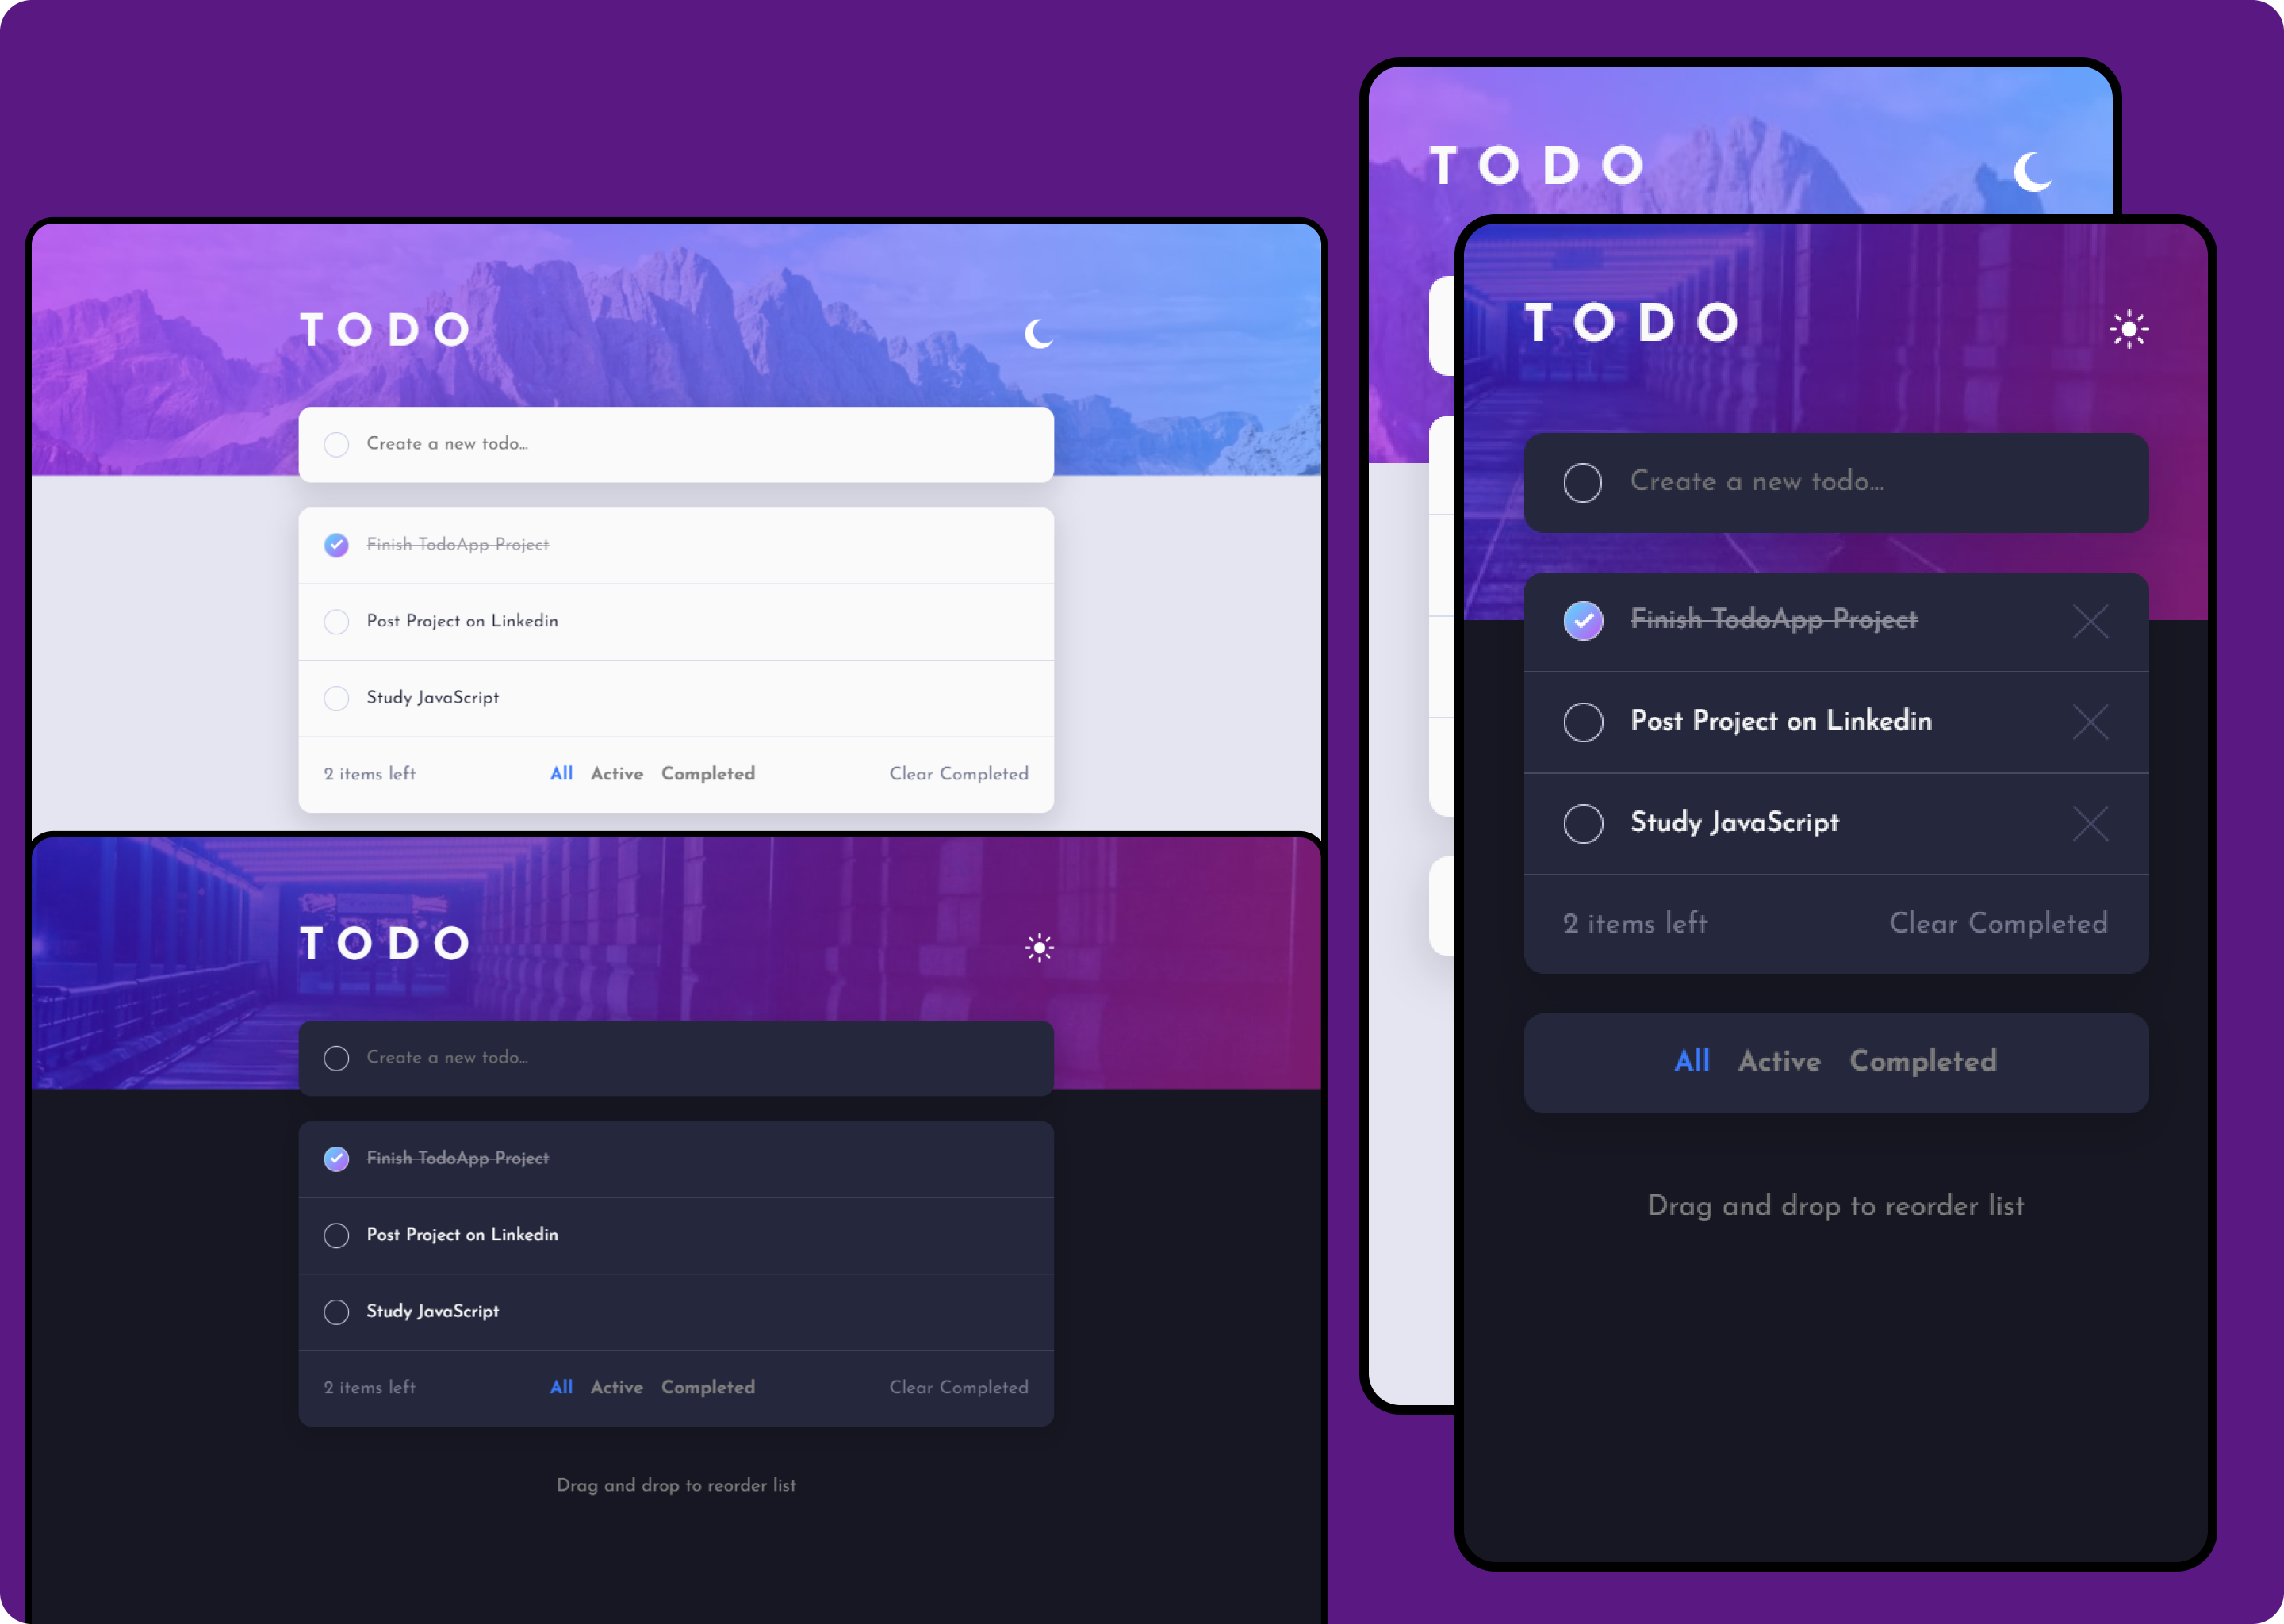 TODO
Create a new todo...
Finish TodoApp Project
Post Project on Linkedin
Study JavaScript
2 items left All Active Completed Clear Completed
TODO
Create a new todo...
Finish TodoApp Project
Post Project on Linkedin
Study JavaScript
2 items left All Active Completed Clear Completed
Drag and drop to reorder list
TODO
TODO
Create a new todo...
Finish TodoApp Project
Post Project on Linkedin
Study JavaScript
2 items left Clear Completed
All Active Completed
Drag and drop to reorder list